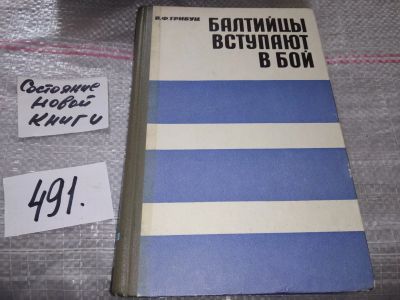 В.Ф.ТРИБУЦ
БАЛТИЙЦЫ
ВСТУПАЮТ
В БОЙ
Состояние
новой
книги
491.